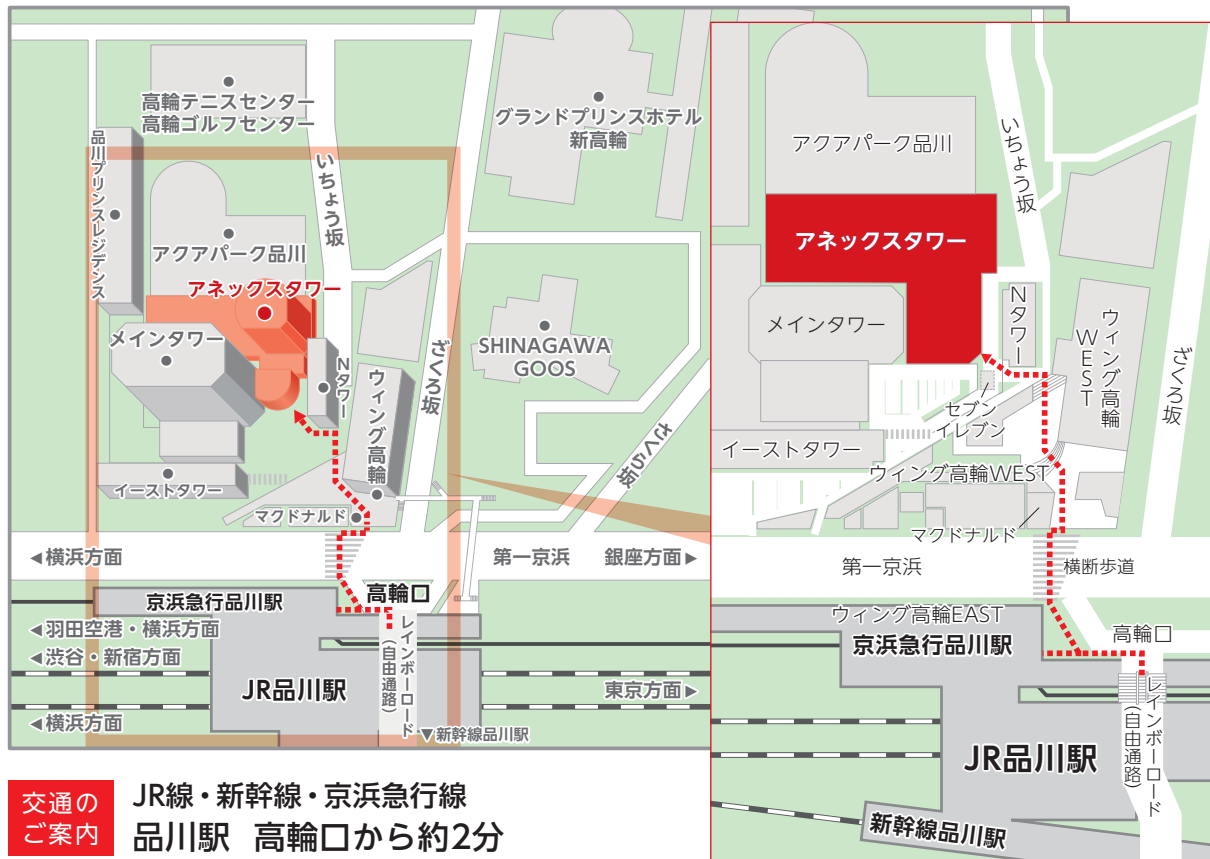 高輪テニスセンター
高輪ゴルフセンター
グランドプリンスホテル
新高輪
品川プリンスレジデンス
いちょう坂
アクアパーク品川
アネックスタワー
メインタワー
Nタワー
ウィング高輪
ざくろ坂
SHINAGAWA
GOOS
さくら坂
イーストタワー
マクドナルド
◀横浜方面
第一京浜
銀座方面▶
高輪口
京浜急行品川駅
◀羽田空港・横浜方面
◀渋谷・新宿方面
JR品川駅
レインボーロード
(自由通路)
東京方面▶
◀横浜方面
▼新幹線品川駅
アクアパーク品川
いちょう坂
アネックスタワー
メインタワー
Nタワー
ウィング高輪
WEST
ざくろ坂
セブン
イレブン
イーストタワー
ウィング高輪WEST
マクドナルド
第一京浜
横断歩道
ウィング高輪EAST
京浜急行品川駅
高輪口
JR品川駅
レインボーロード
(自由通路)
新幹線品川駅
交通の
ご案内
JR線・新幹線・京浜急行線
品川駅 高輪口から約2分